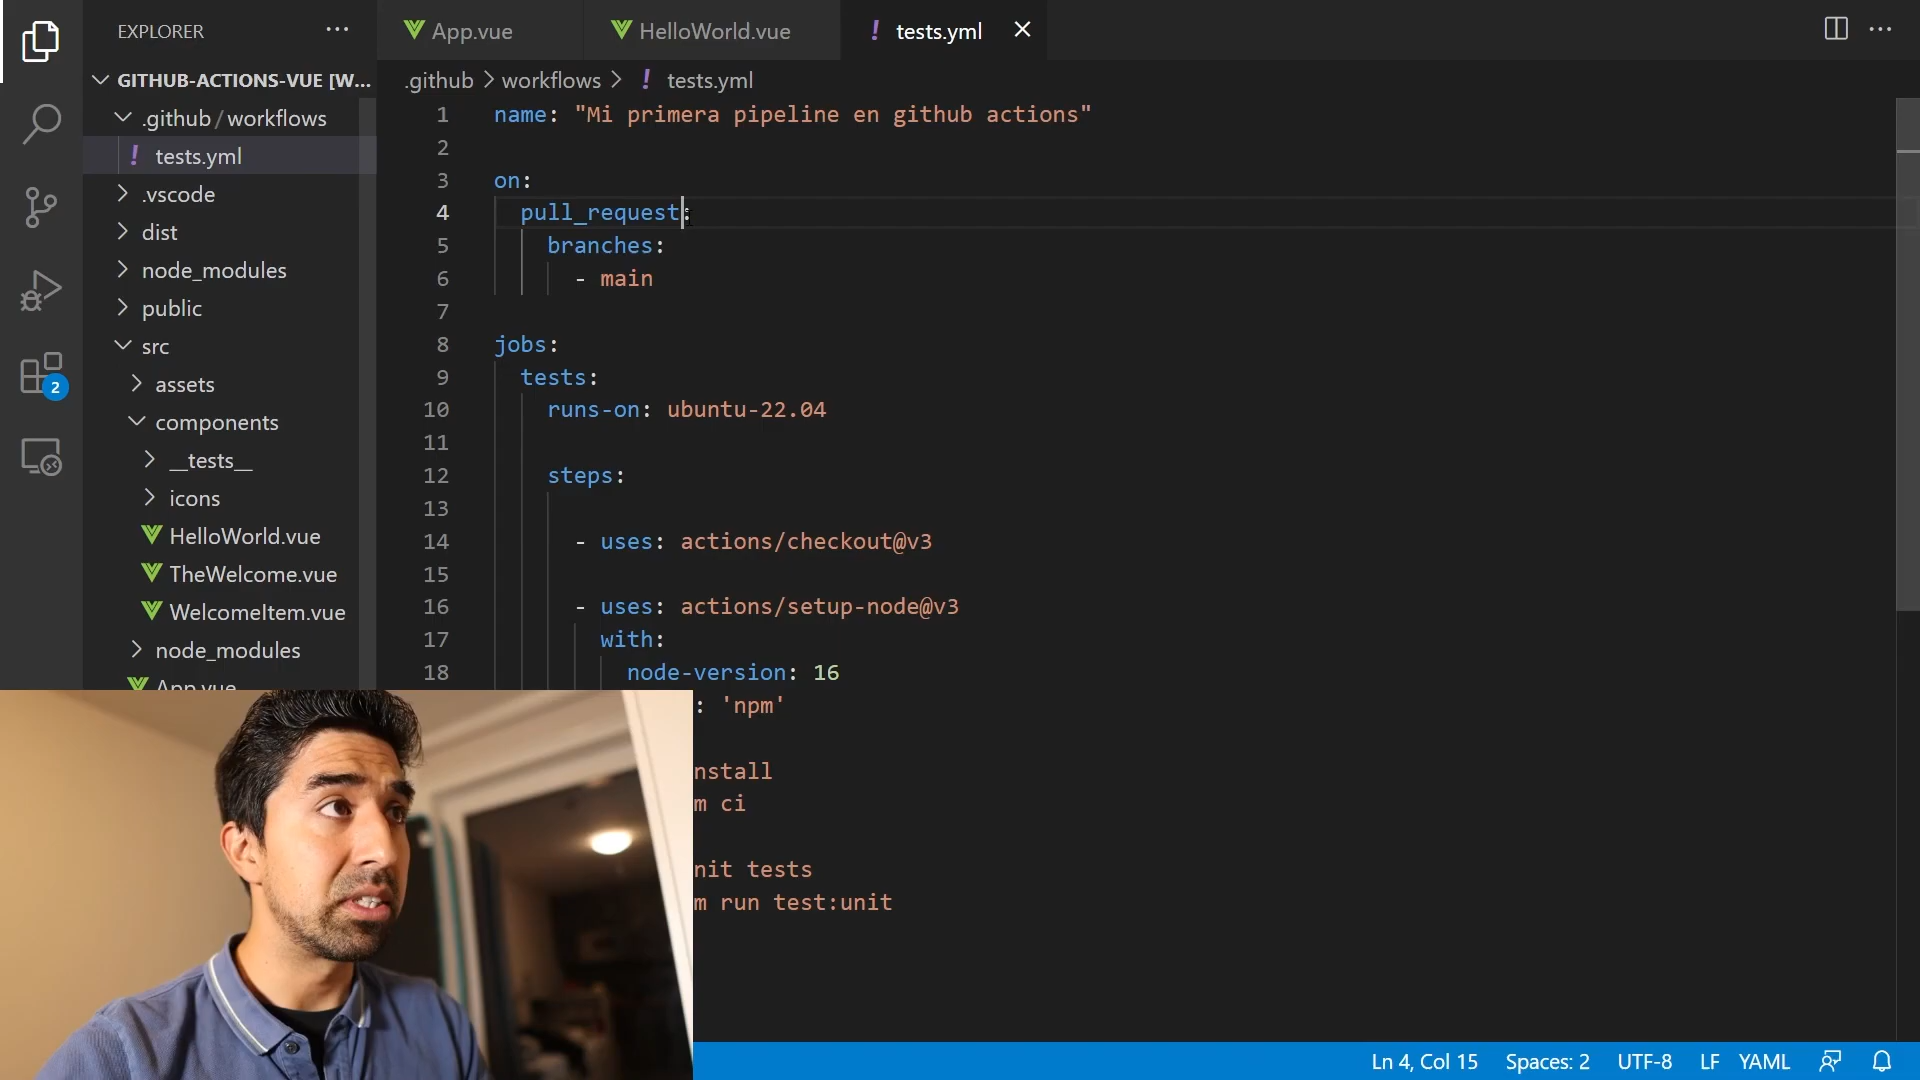 EXPLORER
App.vue
HelloWorld.vue
! tests.yml
GITHUB-ACTIONS-VUE [W...
.github > workflows > ! tests.yml
.github/workflows
! tests.yml
.vscode
dist
node_modules
public
src
assets
components
__tests__
icons
HelloWorld.vue
TheWelcome.vue
WelcomeItem.vue
node_modules
App.vue
2
1 name: "Mi primera pipeline en github actions"
2
3 on:
4 pull_request:
5 branches:
6 - main
7
8 jobs:
9 tests:
10 runs-on: ubuntu-22.04
11
12 steps:
13
14 - uses: actions/checkout@v3
15
16 - uses: actions/setup-node@v3
17 with:
18 node-version: 16
: 'npm'
nstall
m ci
nit tests
m run test:unit
Ln 4, Col 15 Spaces: 2 UTF-8 LF YAML